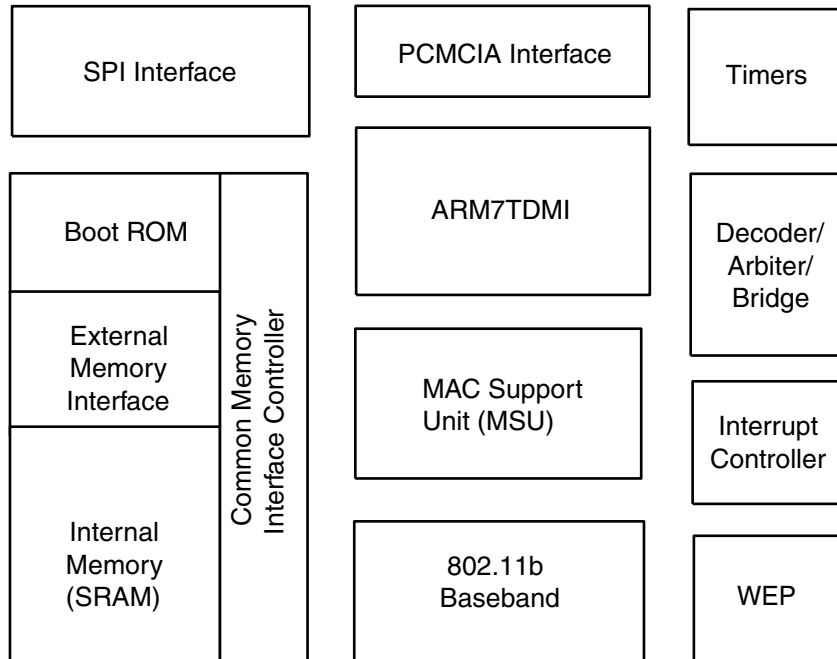 SPI Interface
PCMCIA Interface
Timers
Boot ROM
External
Memory
Interface
Internal
Memory
(SRAM)
Common Memory
Interface Controller
ARM7TDMI
MAC Support
Unit (MSU)
802.11b
Baseband
Decoder/
Arbiter/
Bridge
Interrupt
Controller
WEP